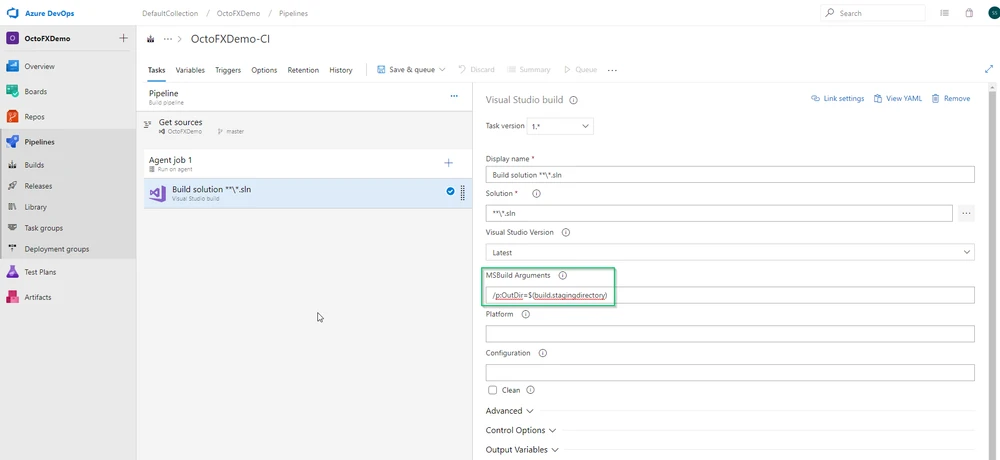 Azure DevOps
DefaultCollection / OctoFXDemo / Pipelines
Search
SS
O OctoFXDemo +
··· > OctoFXDemo-CI
Overview
Boards
Repos
Pipelines
Builds
Releases
Library
Task groups
Deployment groups
Test Plans
Artifacts
Tasks Variables Triggers Options Retention History Save & queue Discard Summary Queue ···
Pipeline ···
Build pipeline
Get sources
OctoFXDemo master
Agent job 1 +
Run on agent
Build solution **\*.sln
Visual Studio build
Visual Studio build
Link settings View YAML Remove
Task version 1.*
Display name *
Build solution **\*.sln
Solution *
**\*.sln ···
Visual Studio Version
Latest
MSBuild Arguments
/p:OutDir=$(build.stagingdirectory)
Platform
Configuration
Clean
Advanced
Control Options
Output Variables